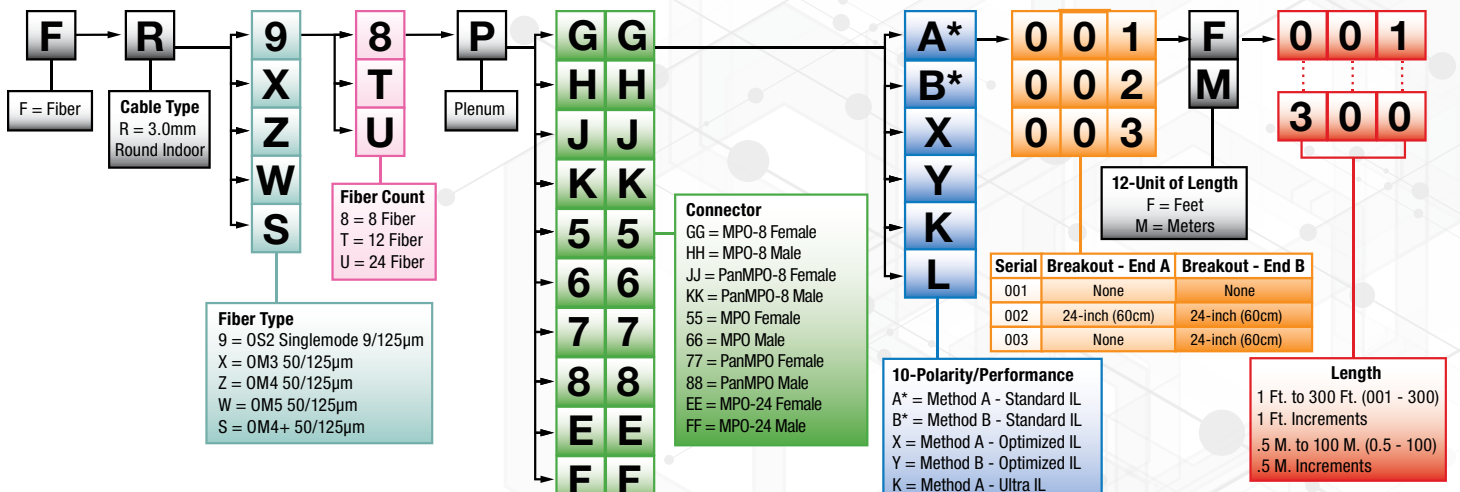 F R 9 8 P G G A* 0 0 1 F 0 0 1
X T H H B* 0 0 2 M
Z U J J X 0 0 3 3 0 0
W K K Y
S 5 5 K
6 6 L
7 7
8 8
E E
F F
F = Fiber
Cable Type
R = 3.0mm
Round Indoor
Fiber Type
9 = OS2 Singlemode 9/125µm
X = OM3 50/125µm
Z = OM4 50/125µm
W = OM5 50/125µm
S = OM4+ 50/125µm
Fiber Count
8 = 8 Fiber
T = 12 Fiber
U = 24 Fiber
Plenum
Connector
GG = MPO-8 Female
HH = MPO-8 Male
JJ = PanMPO-8 Female
KK = PanMPO-8 Male
55 = MPO Female
66 = MPO Male
77 = PanMPO Female
88 = PanMPO Male
EE = MPO-24 Female
FF = MPO-24 Male
10-Polarity/Performance
A* = Method A - Standard IL
B* = Method B - Standard IL
X = Method A - Optimized IL
Y = Method B - Optimized IL
K = Method A - Ultra IL
Serial Breakout - End A Breakout - End B
001 None None
002 24-inch (60cm) 24-inch (60cm)
003 None 24-inch (60cm)
12-Unit of Length
F = Feet
M = Meters
Length
1 Ft. to 300 Ft. (001 - 300)
1 Ft. Increments
.5 M. to 100 M. (0.5 - 100)
.5 M. Increments